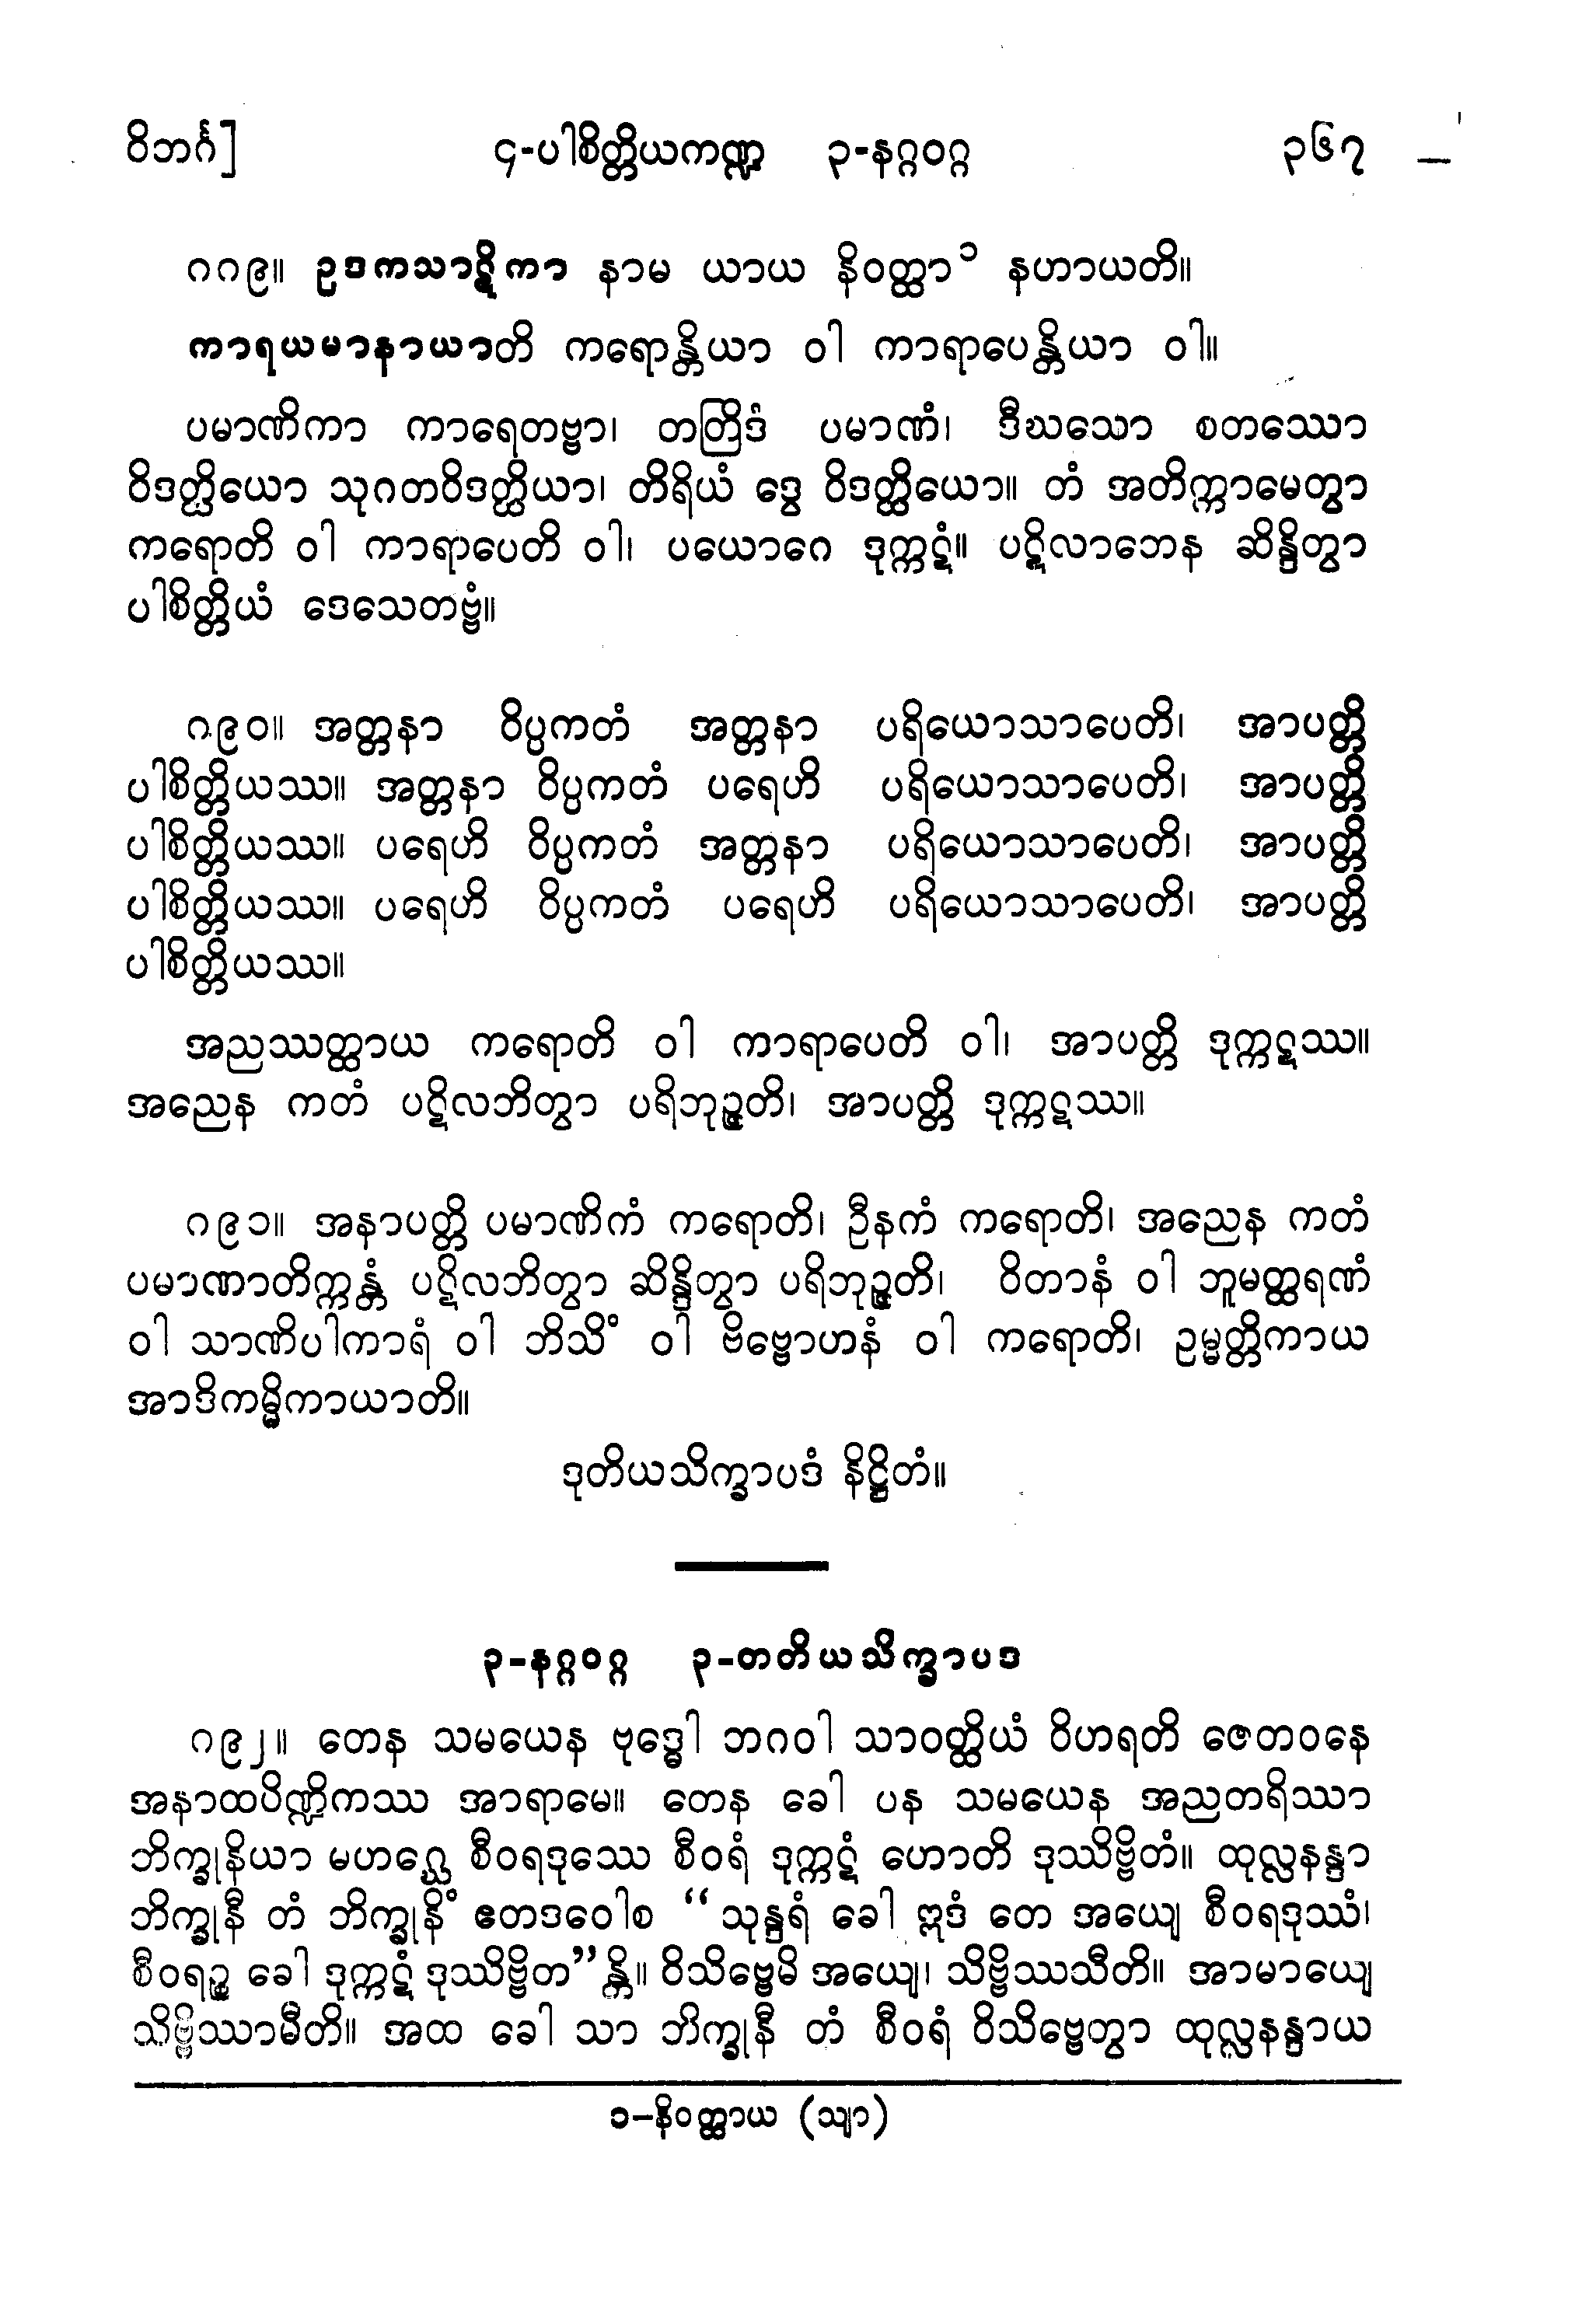 ဝိဘင်္ဂ] ၄-ပါစိတ္တိယကဏ္ဍ ၃-နဂ္ဂဝဂ္ဂ ၃၆၇
၈၈၉။ ဥဒကသာဋိကာ နာမ ယာယ နိဝတ္ထာ၁ နဟာယတိ။
ကာရယမာနာယာတိ ကရောန္တိယာ ဝါ ကာရာပေန္တိယာ ဝါ။
ပမာဏိကာ ကာရေတဗ္ဗာ၊ တတြိဒံ ပမာဏံ၊ ဒီဃသော စတဿော
ဝိဒတ္ထိယော သုဂတဝိဒတ္ထိယာ၊ တိရိယံ ဒွေ ဝိဒတ္ထိယော။ တံ အတိက္ကာမေတွာ
ကရောတိ ဝါ ကာရာပေတိ ဝါ၊ ပယောဂေ ဒုက္ကဋံ။ ပဋိလာဘေန ဆိန္ဒိတွာ
ပါစိတ္တိယံ ဒေသေတဗ္ဗံ။
၈၉၀။ အတ္တနာ ဝိပ္ပကတံ အတ္တနာ ပရိယောသာပေတိ၊ အာပတ္တိ
ပါစိတ္တိယဿ။ အတ္တနာ ဝိပ္ပကတံ ပရေဟိ ပရိယောသာပေတိ၊ အာပတ္တိ
ပါစိတ္တိယဿ။ ပရေဟိ ဝိပ္ပကတံ အတ္တနာ ပရိယောသာပေတိ၊ အာပတ္တိ
ပါစိတ္တိယဿ။ ပရေဟိ ဝိပ္ပကတံ ပရေဟိ ပရိယောသာပေတိ၊ အာပတ္တိ
ပါစိတ္တိယဿ။
အညဿတ္ထာယ ကရောတိ ဝါ ကာရာပေတိ ဝါ၊ အာပတ္တိ ဒုက္ကဋဿ။
အညေန ကတံ ပဋိလဘိတွာ ပရိဘုဉ္ဇတိ၊ အာပတ္တိ ဒုက္ကဋဿ။
၈၉၁။ အနာပတ္တိ ပမာဏိကံ ကရောတိ၊ ဦနကံ ကရောတိ၊ အညေန ကတံ
ပမာဏာတိက္ကန္တံ ပဋိလဘိတွာ ဆိန္ဒိတွာ ပရိဘုဉ္ဇတိ၊ ဝိတာနံ ဝါ ဘူမတ္ထရဏံ
ဝါ သာဏိပါကာရံ ဝါ ဘိသိံ ဝါ ဗိဗ္ဗောဟနံ ဝါ ကရောတိ၊ ဥမ္မတ္တိကာယ
အာဒိကမ္မိကာယာတိ။
ဒုတိယသိက္ခာပဒံ နိဋ္ဌိတံ။
၃-နဂ္ဂဝဂ္ဂ ၃-တတိယသိက္ခာပဒ
၈၉၂။ တေန သမယေန ဗုဒ္ဓေါ ဘဂဝါ သာဝတ္ထိယံ ဝိဟရတိ ဇေတဝနေ
အနာထပိဏ္ဍိကဿ အာရာမေ။ တေန ခေါ ပန သမယေန အညတရိဿာ
ဘိက္ခုနိယာ မဟဂ္ဃေ စီဝရဒုဿေ စီဝရံ ဒုက္ကဋံ ဟောတိ ဒုဿိဗ္ဗိတံ။ ထုလ္လနန္ဒာ
ဘိက္ခုနီ တံ ဘိက္ခုနိံ ဧတဒဝေါစ “သုန္ဒရံ ခေါ ဣဒံ တေ အယျေ စီဝရဒုဿံ၊
စီဝရဉ္စ ခေါ ဒုက္ကဋံ ဒုဿိဗ္ဗိတ”န္တိ။ ဝိသိဗ္ဗေမိ အယျေ၊ သိဗ္ဗိဿသီတိ။ အာမာယျေ
သိဗ္ဗိဿာမီတိ။ အထ ခေါ သာ ဘိက္ခုနီ တံ စီဝရံ ဝိသိဗ္ဗေတွာ ထုလ္လနန္ဒာယ
၁-နိဝတ္ထာယ (သျာ)